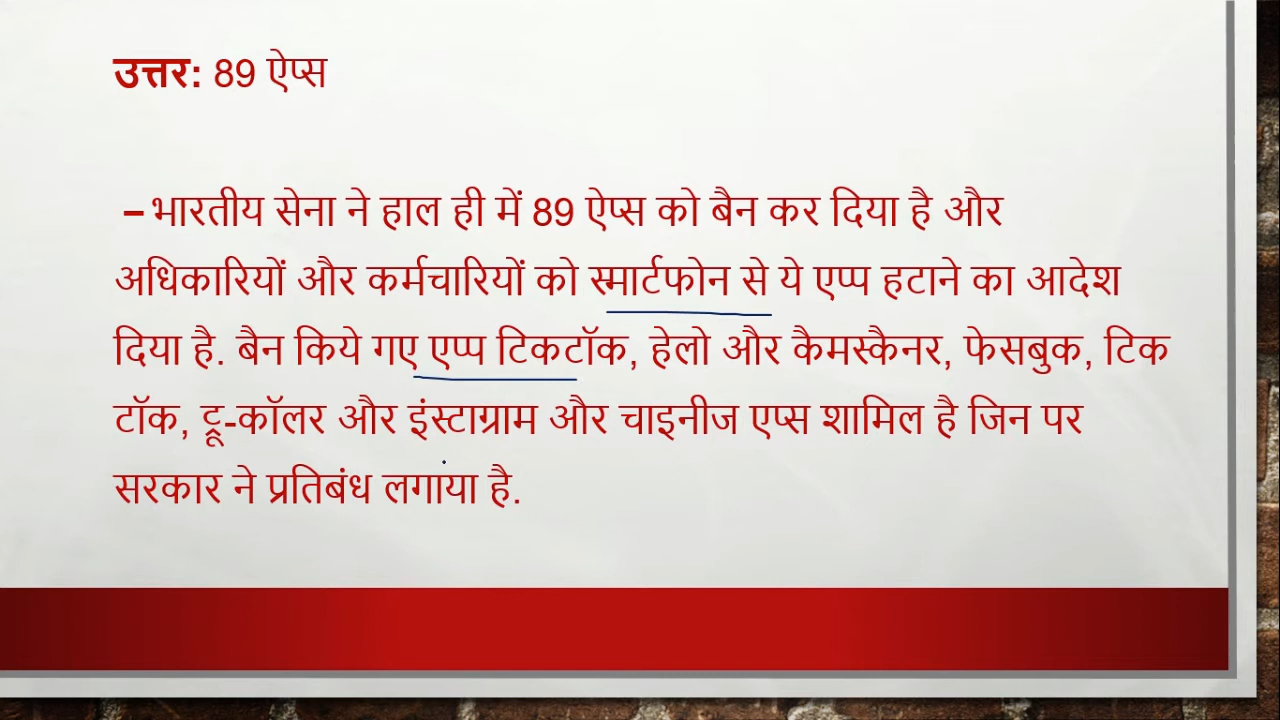 उत्तर: 89 ऐप्स
– भारतीय सेना ने हाल ही में 89 ऐप्स को बैन कर दिया है और
अधिकारियों और कर्मचारियों को स्मार्टफोन से ये एप्प हटाने का आदेश
दिया है. बैन किये गए एप्प टिकटॉक, हेलो और कैमस्कैनर, फेसबुक, टिक
टॉक, ट्रू-कॉलर और इंस्टाग्राम और चाइनीज एप्स शामिल है जिन पर
सरकार ने प्रतिबंध लगाया है.